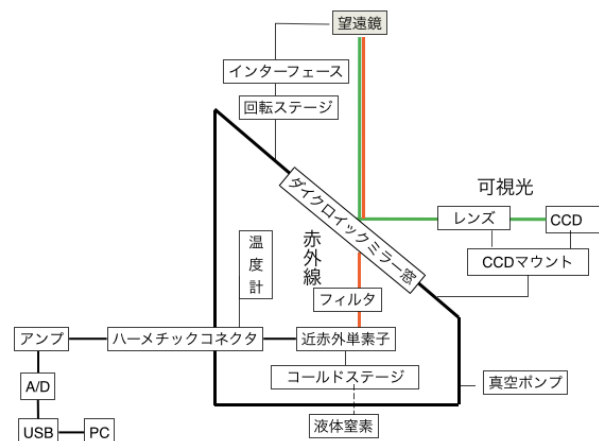 望遠鏡
インターフェース
回転ステージ
ダイクロイックミラー窓
可視光
レンズ
CCD
CCDマウント
赤外線
温度計
フィルタ
アンプ
ハーメチックコネクタ
近赤外単素子
コールドステージ
真空ポンプ
A/D
液体窒素
USB
PC